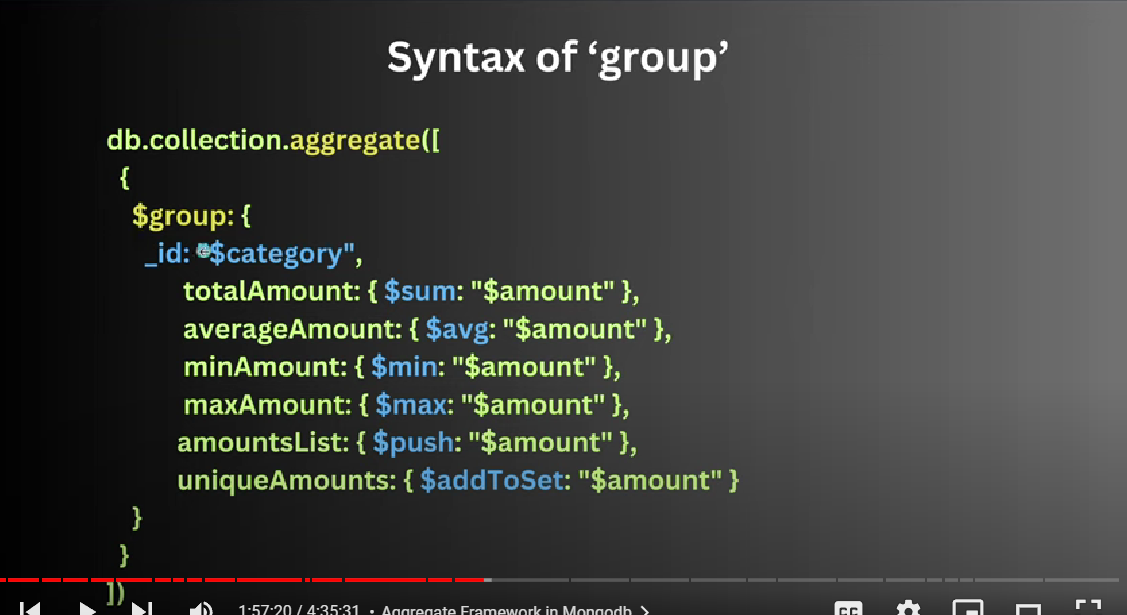 Syntax of ‘group’
db.collection.aggregate([
{
$group: {
_id: "$category",
totalAmount: { $sum: "$amount" },
averageAmount: { $avg: "$amount" },
minAmount: { $min: "$amount" },
maxAmount: { $max: "$amount" },
amountsList: { $push: "$amount" },
uniqueAmounts: { $addToSet: "$amount" }
}
}
])
1:57:20 / 4:35:31 • Aggregate Framework in Mongodb >
CC